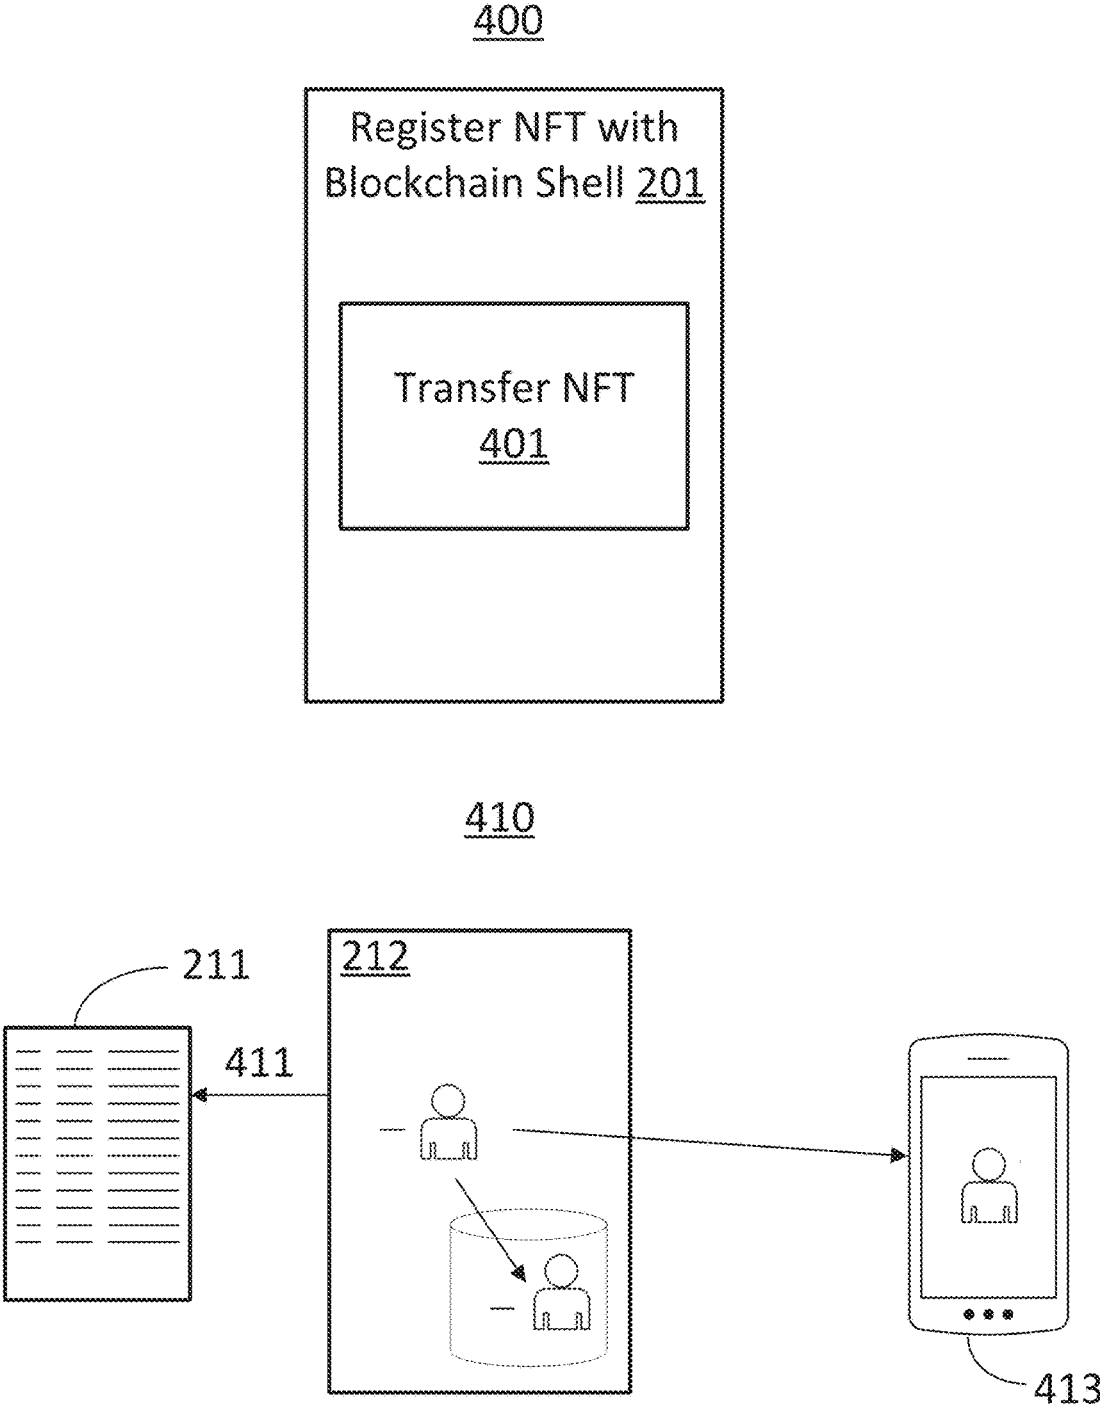 400
Register NFT with
Blockchain Shell 201
Transfer NFT
401
410
211
212
411
413